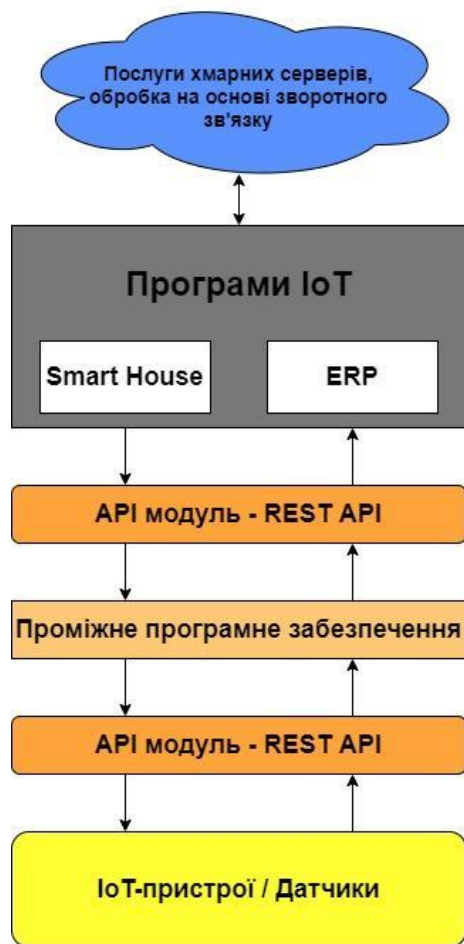 Послуги хмарних серверів,
обробка на основі зворотного
зв'язку
Програми IoT
Smart House
ERP
API модуль - REST API
Проміжне програмне забезпечення
API модуль - REST API
IoT-пристрої / Датчики